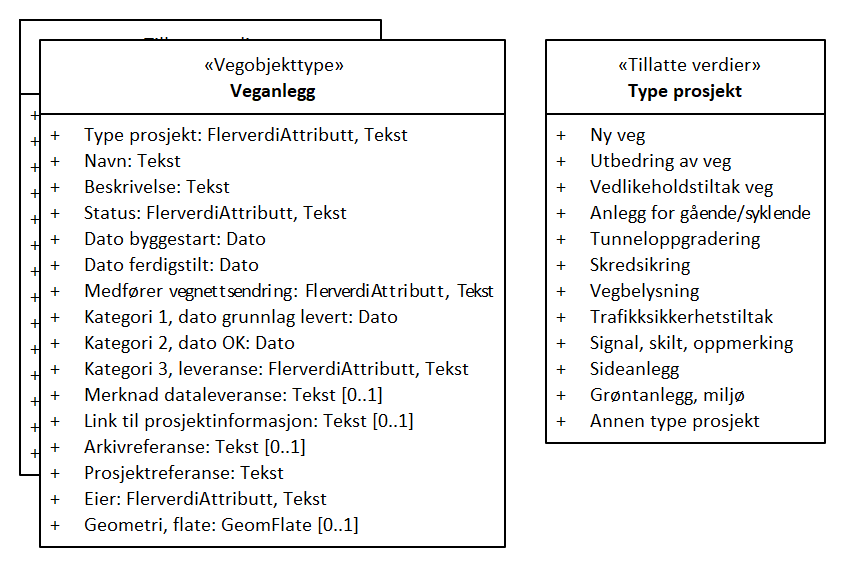 «Vegobjekttype»
Veganlegg
+ Type prosjekt: FlerverdiAttributt, Tekst
+ Navn: Tekst
+ Beskrivelse: Tekst
+ Status: FlerverdiAttributt, Tekst
+ Dato byggestart: Dato
+ Dato ferdigstilt: Dato
+ Medfører vegnettsendring: FlerverdiAttributt, Tekst
+ Kategori 1, dato grunnlag levert: Dato
+ Kategori 2, dato OK: Dato
+ Kategori 3, leveranse: FlerverdiAttributt, Tekst
+ Merknad dataleveranse: Tekst [0..1]
+ Link til prosjektinformasjon: Tekst [0..1]
+ Arkivreferanse: Tekst [0..1]
+ Prosjektreferanse: Tekst
+ Eier: FlerverdiAttributt, Tekst
+ Geometri, flate: GeomFlate [0..1]
«Tillatte verdier»
Type prosjekt
+ Ny veg
+ Utbedring av veg
+ Vedlikeholdstiltak veg
+ Anlegg for gående/syklende
+ Tunneloppgradering
+ Skredsikring
+ Vegbelysning
+ Trafikksikkerhetstiltak
+ Signal, skilt, oppmerking
+ Sideanlegg
+ Grøntanlegg, miljø
+ Annen type prosjekt